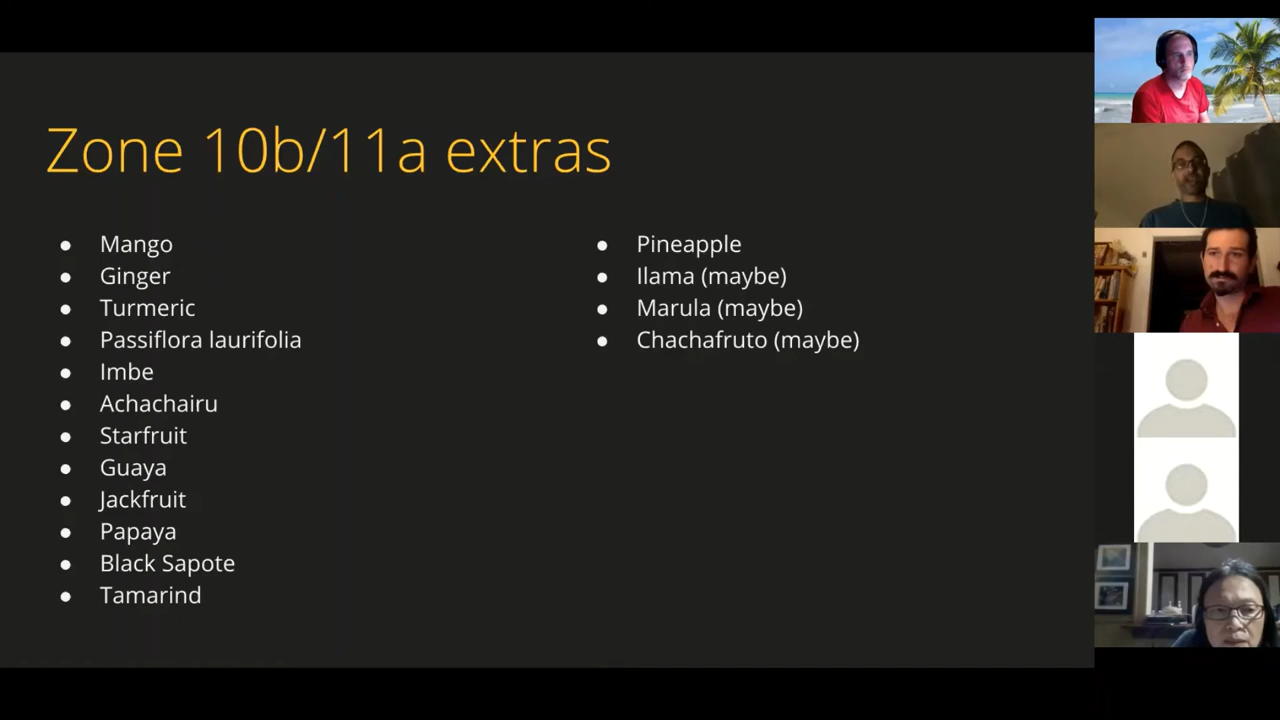 Zone 10b/11a extras
● Mango
● Ginger
● Turmeric
● Passiflora laurifolia
● Imbe
● Achachairu
● Starfruit
● Guaya
● Jackfruit
● Papaya
● Black Sapote
● Tamarind
● Pineapple
● Ilama (maybe)
● Marula (maybe)
● Chachafruto (maybe)